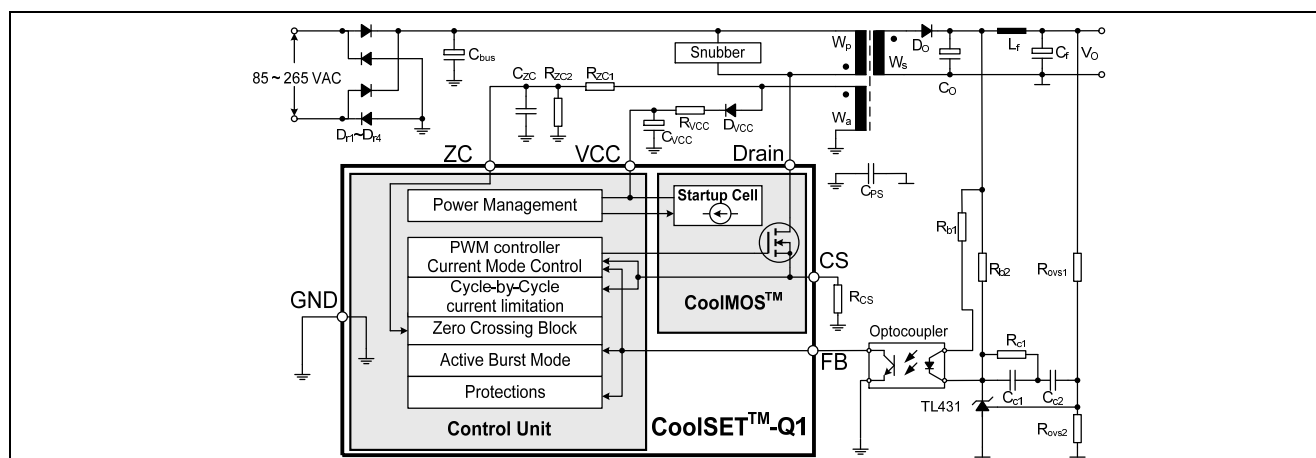 85 ~ 265 VAC
Dr1~Dr4
Cbus
Snubber
Wp
Ws
DO
CO
Lf
Cf
VO
CZC
RZC2
RZC1
RVCC
DVCC
CVCC
Wa
CPS
ZC
VCC
Drain
Power Management
Startup Cell
PWM controller
Current Mode Control
Cycle-by-Cycle
current limitation
Zero Crossing Block
Active Burst Mode
Protections
Control Unit
CoolMOS™
CoolSET™-Q1
GND
CS
RCS
FB
Optocoupler
Rb1
Rb2
Rovs1
Rc1
Cc1
Cc2
TL431
Rovs2